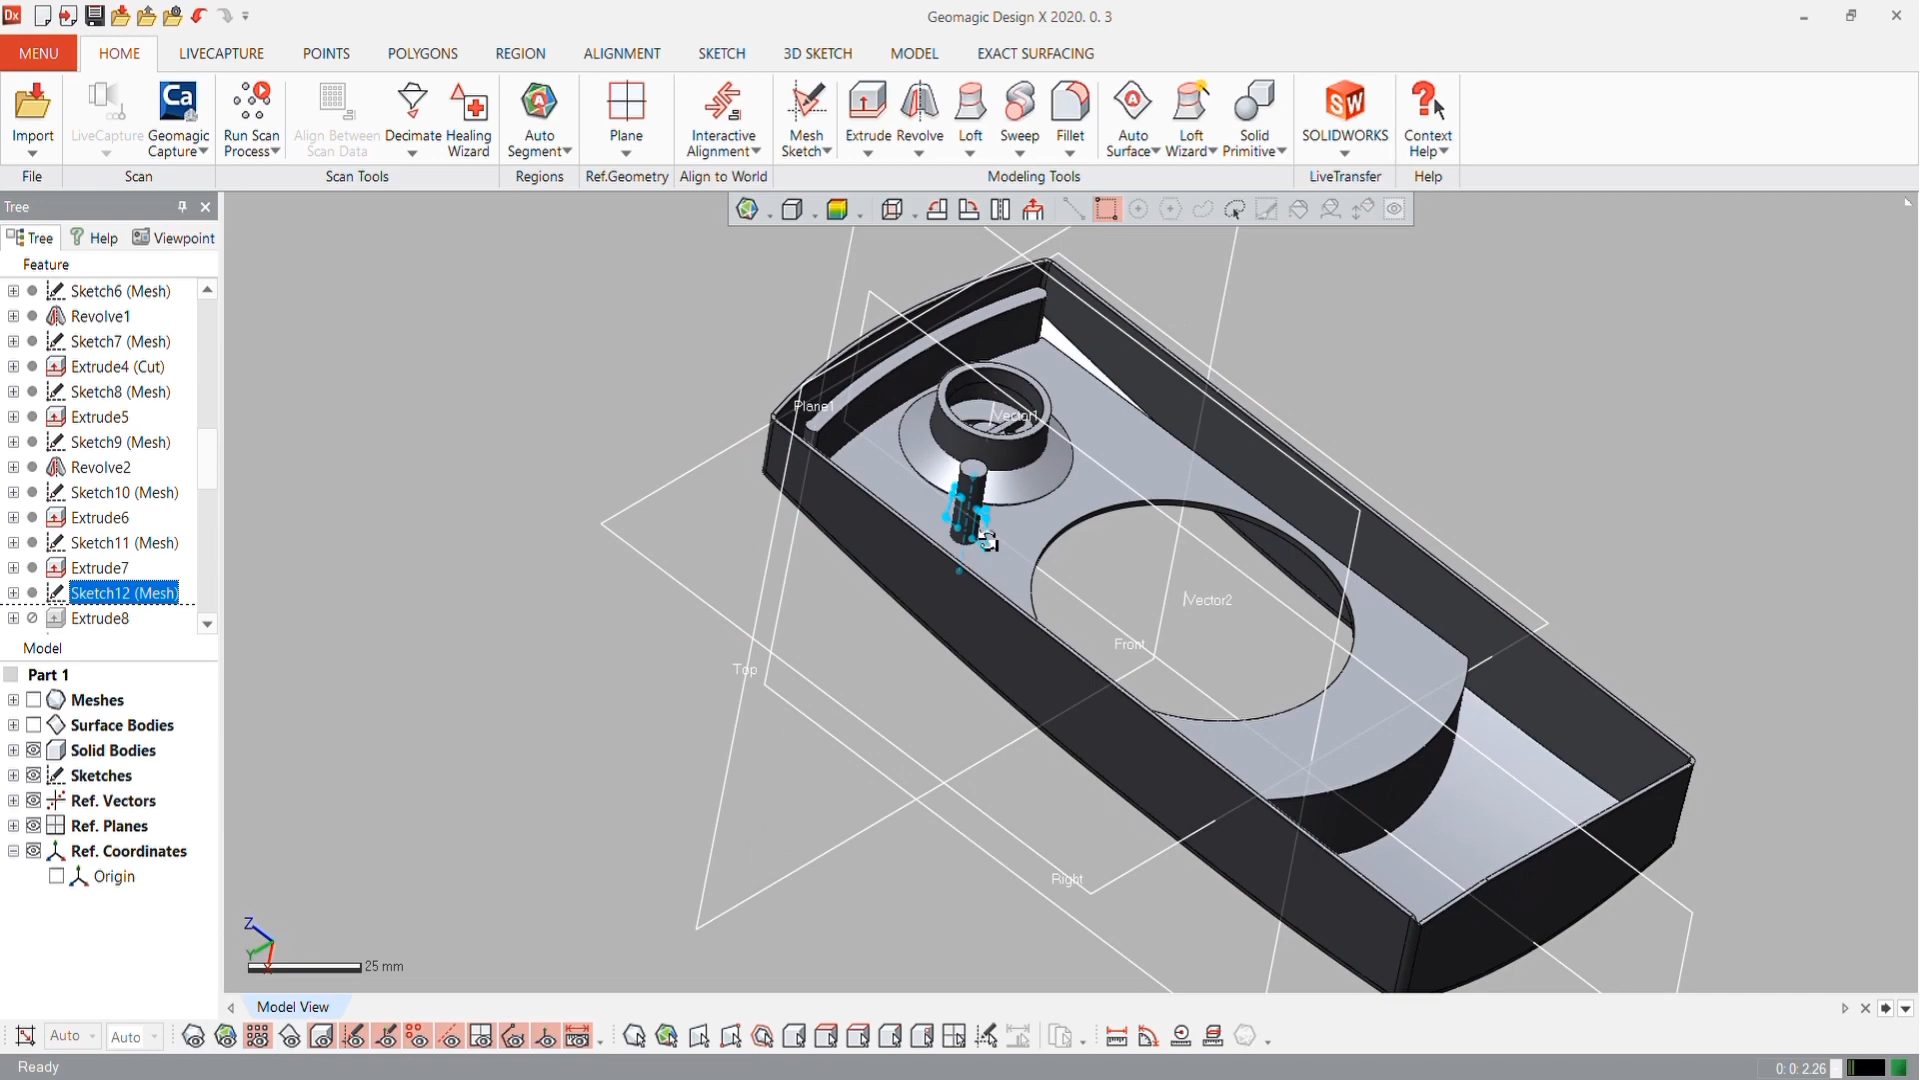 Dx
Geomagic Design X 2020. 0. 3
MENU HOME LIVECAPTURE POINTS POLYGONS REGION ALIGNMENT SKETCH 3D SKETCH MODEL EXACT SURFACING
Ca
SW
Import LiveCapture Geomagic Capture Run Scan Process Align Between Scan Data Decimate Healing Wizard Auto Segment Plane Interactive Alignment Mesh Sketch Extrude Revolve Loft Sweep Fillet Auto Surface Loft Wizard Solid Primitive SOLIDWORKS Context Help
File Scan Scan Tools Regions Ref.Geometry Align to World Modeling Tools LiveTransfer Help
Tree
Tree Help Viewpoint
Feature
Sketch6 (Mesh)
Revolve1
Sketch7 (Mesh)
Extrude4 (Cut)
Sketch8 (Mesh)
Extrude5
Sketch9 (Mesh)
Revolve2
Sketch10 (Mesh)
Extrude6
Sketch11 (Mesh)
Extrude7
Sketch12 (Mesh)
Extrude8
Model
Part 1
Meshes
Surface Bodies
Solid Bodies
Sketches
Ref. Vectors
Ref. Planes
Ref. Coordinates
Origin
Plane1
Vector1
Vector2
Front
Top
Right
Z
Y
X
25 mm
Model View
Auto Auto
Ready
0: 0: 2.26